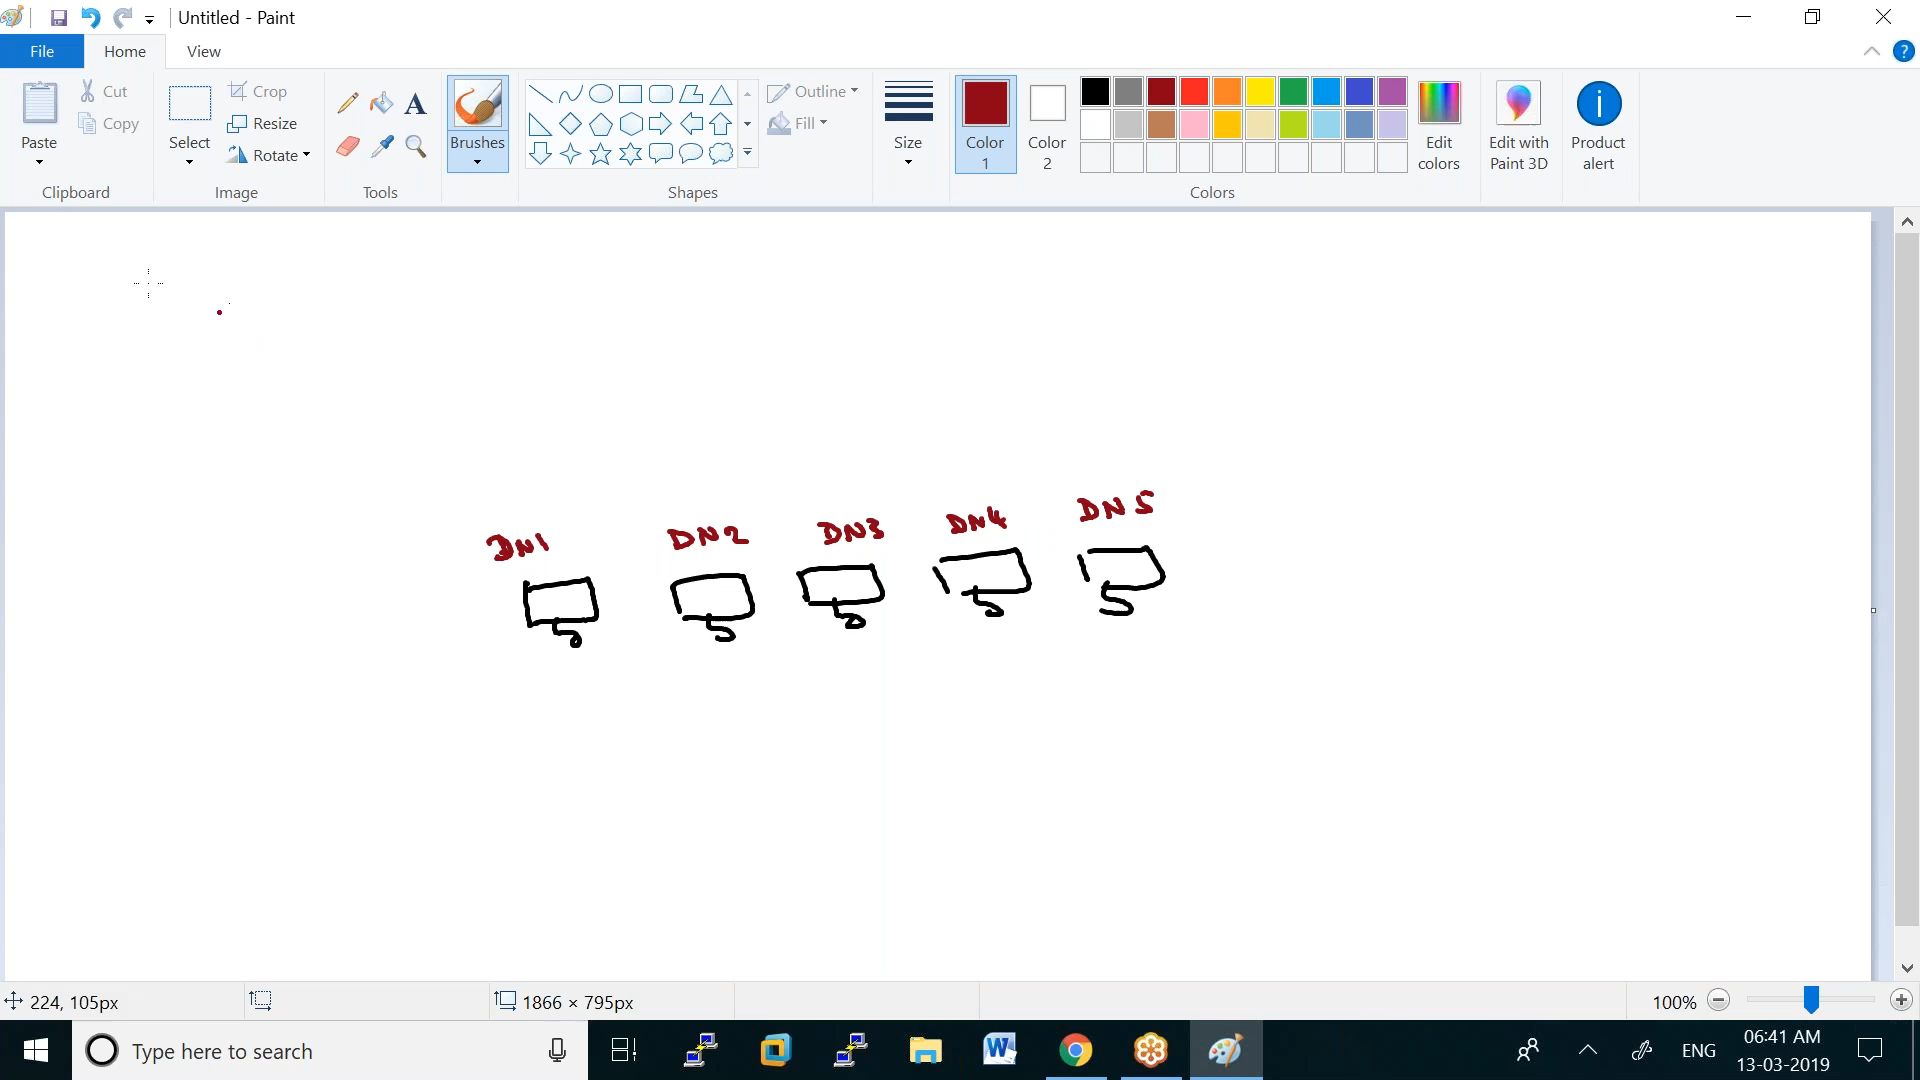 Untitled - Paint
File Home View
Paste
Cut
Copy
Clipboard
Select
Crop
Resize
Rotate
Image
Tools
Brushes
Shapes
Outline
Fill
Size
Color 1
Color 2
Colors
Edit colors
Edit with Paint 3D
Product alert
DN1 DN2 DN3 DN4 DN5
224, 105px
1866 × 795px
100%
Type here to search
ENG
06:41 AM
13-03-2019